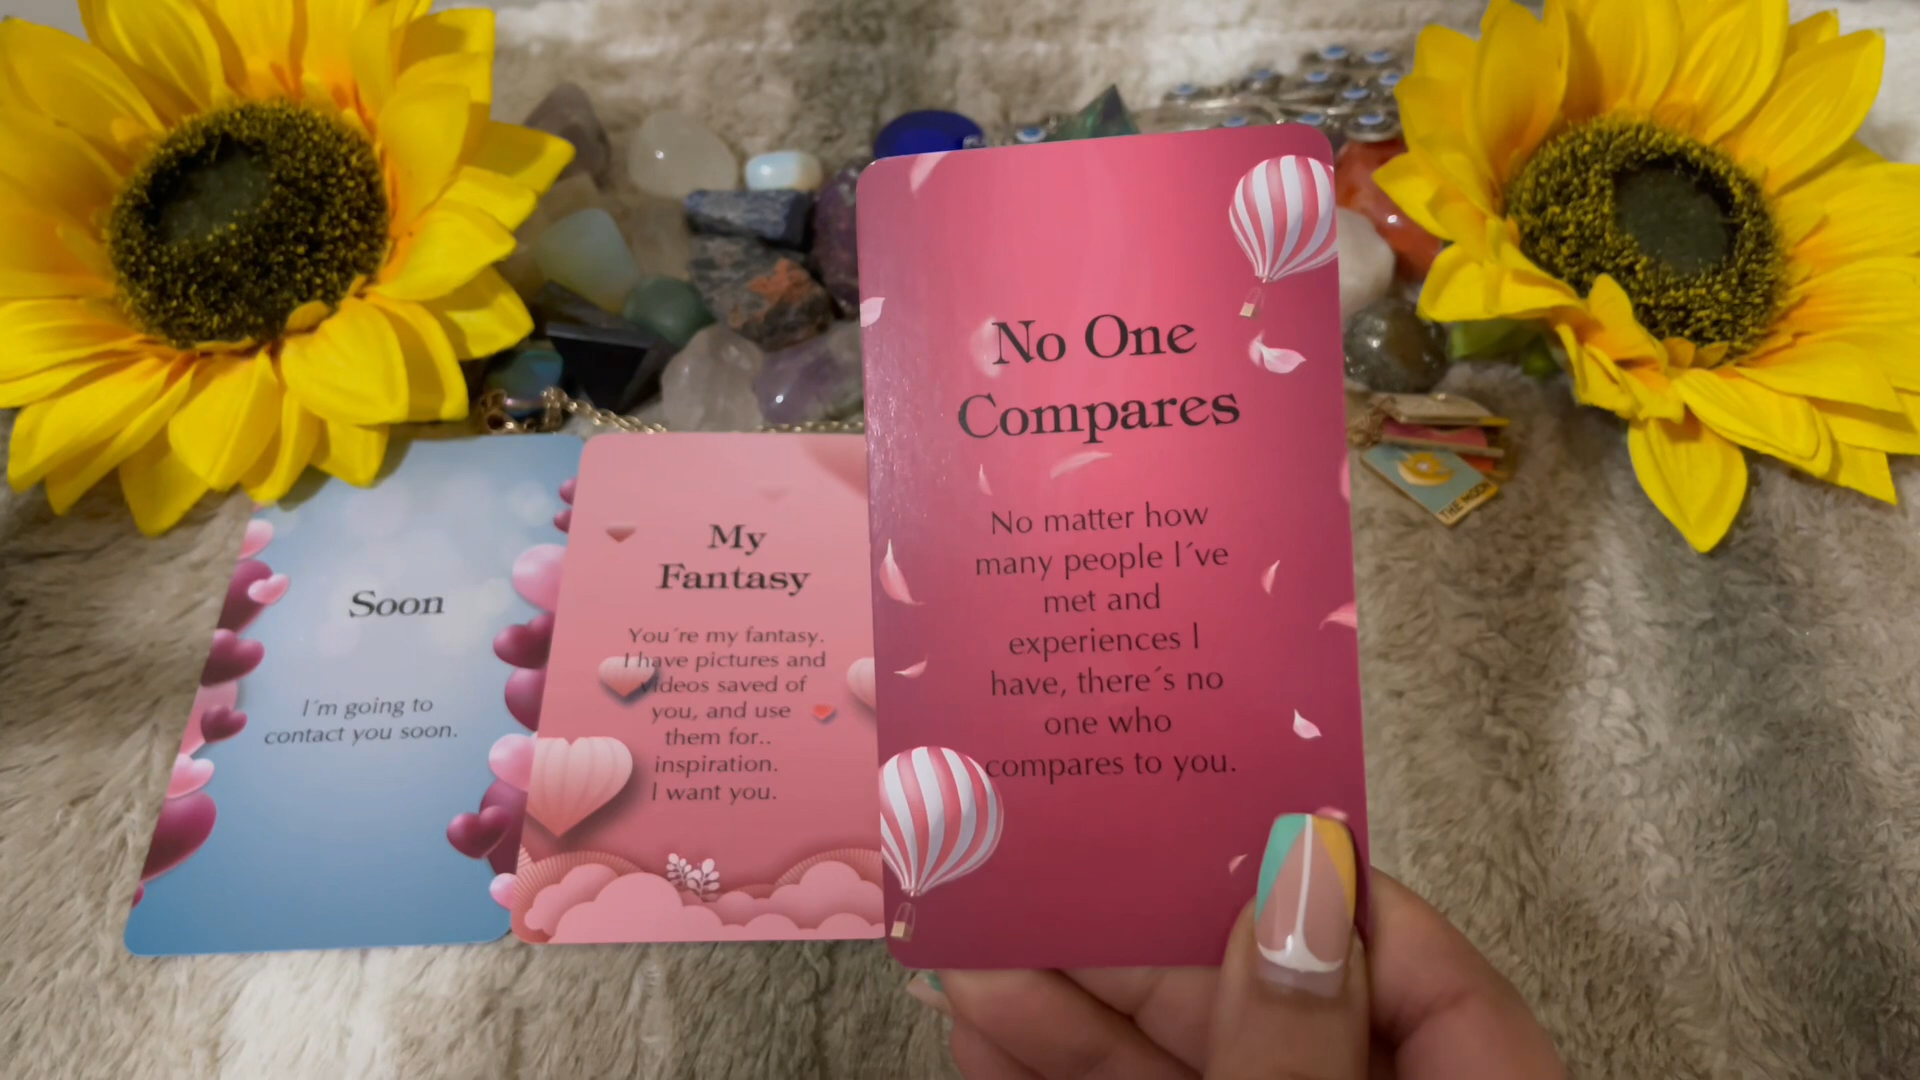 Soon
I´m going to
contact you soon.
My
Fantasy
You´re my fantasy.
I have pictures and
videos saved of
you, and use
them for..
inspiration.
I want you.
No One
Compares
No matter how
many people I´ve
met and
experiences I
have, there´s no
one who
compares to you.
THE MOON